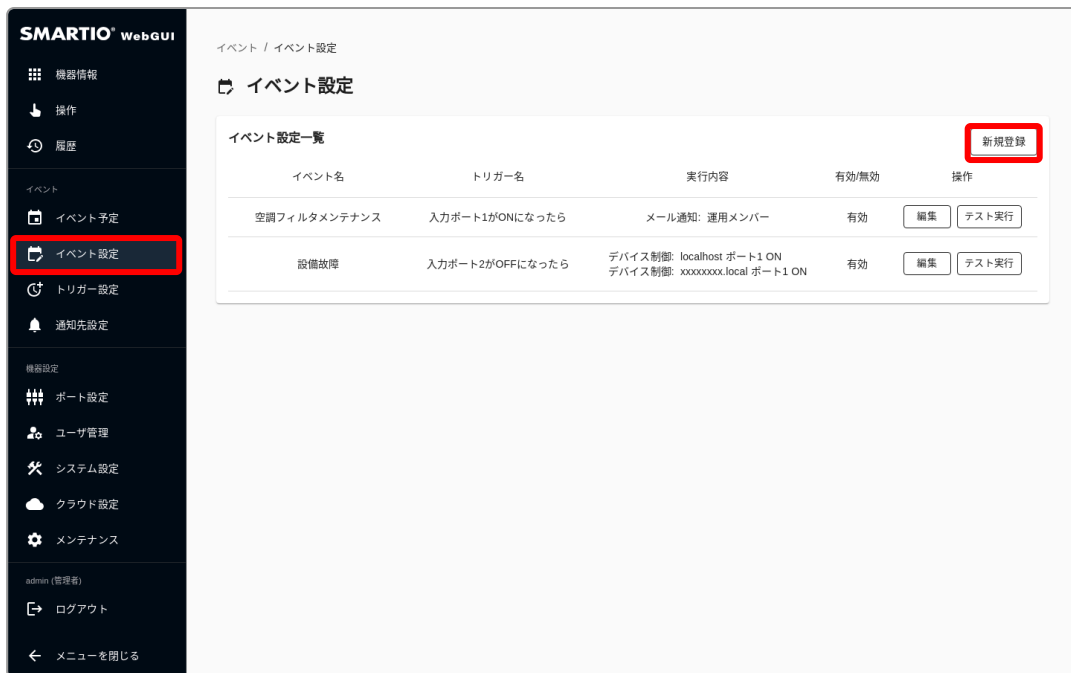 SMARTIO® WebGUI
機器情報
操作
履歴
イベント
イベント予定
イベント設定
トリガー設定
通知先設定
機器設定
ポート設定
ユーザ管理
システム設定
クラウド設定
メンテナンス
admin (管理者)
ログアウト
メニューを閉じる
イベント / イベント設定
イベント設定
イベント設定一覧
新規登録
イベント名 トリガー名 実行内容 有効/無効 操作
空調フィルタメンテナンス 入力ポート1がONになったら メール通知: 運用メンバー 有効 編集 テスト実行
設備故障 入力ポート2がOFFになったら デバイス制御: localhost ポート1 ON 有効 編集 テスト実行
デバイス制御: xxxxxxxx.local ポート1 ON